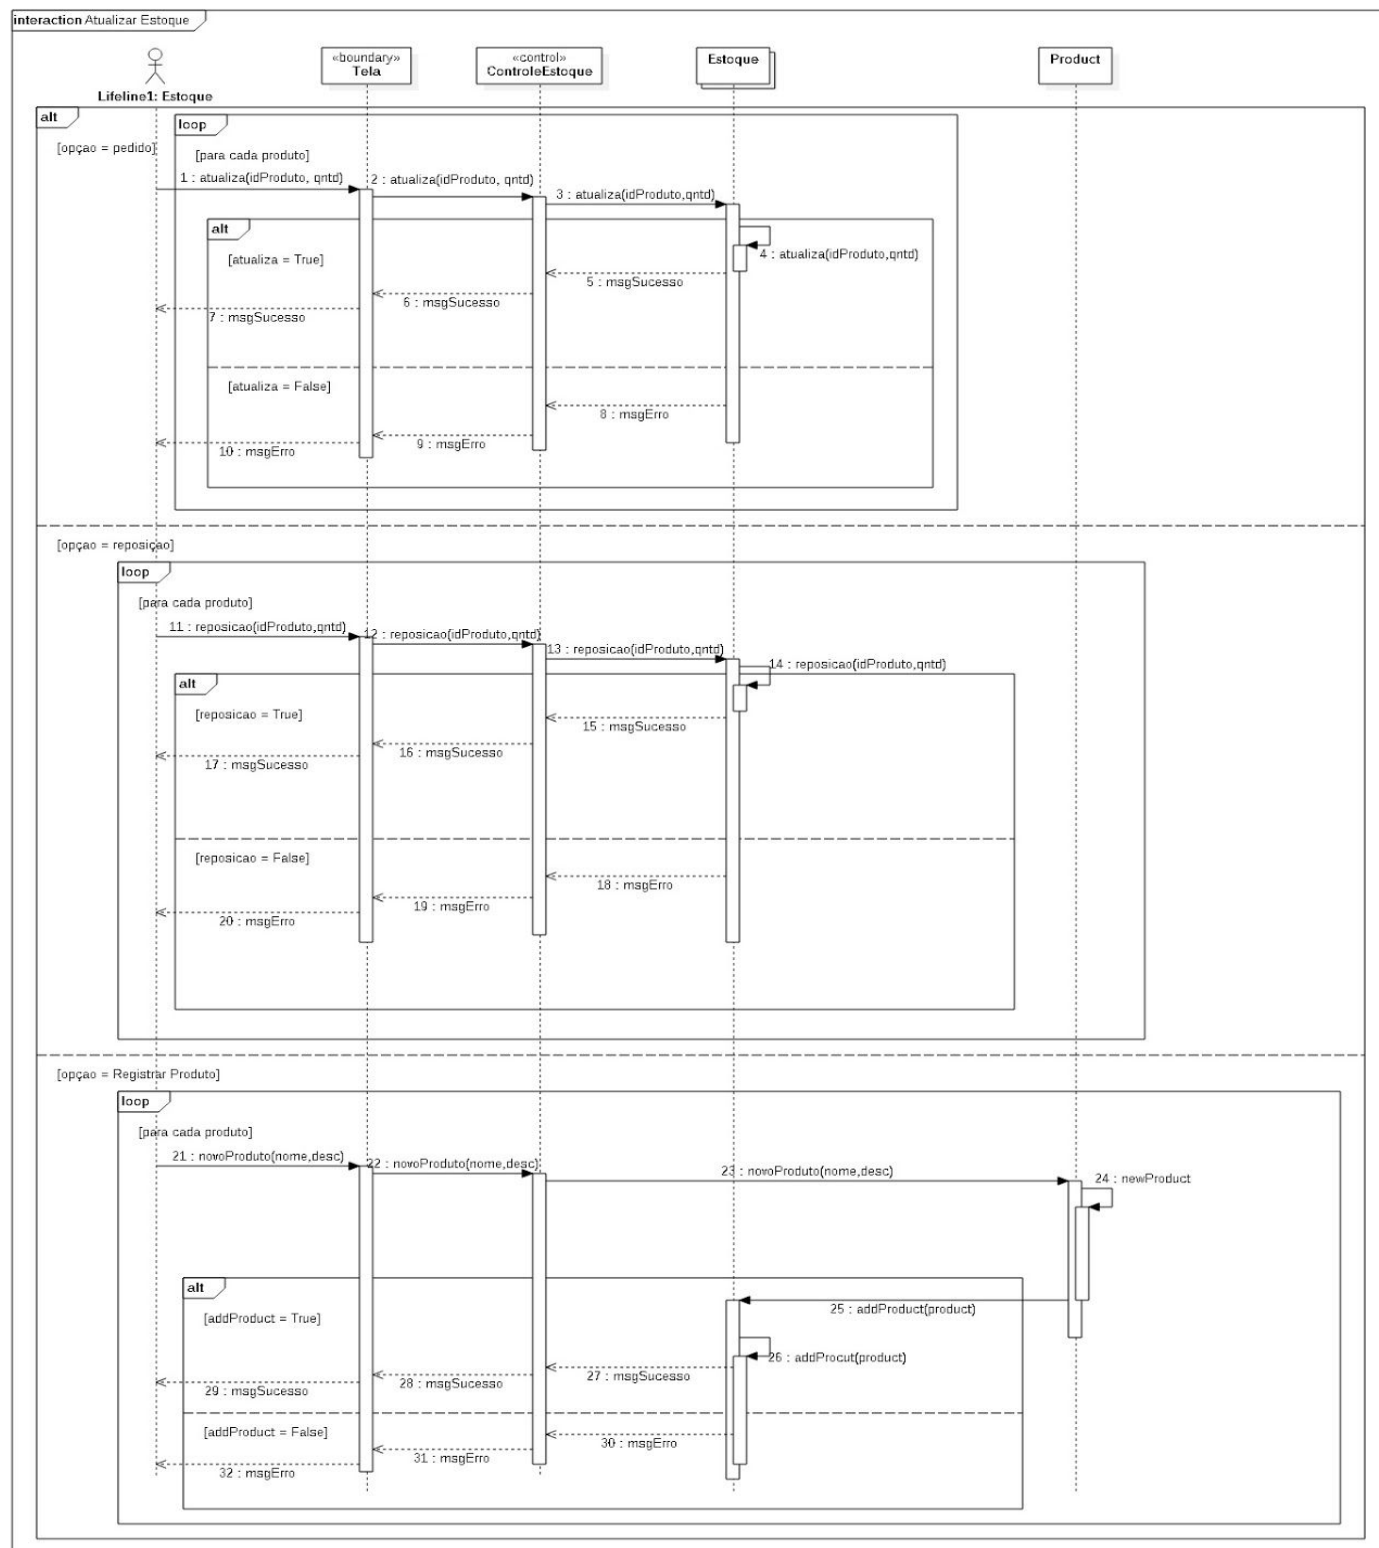 interaction Atualizar Estoque
«boundary»
Tela
«control»
ControleEstoque
Estoque
Product
Lifeline1: Estoque
alt
loop
[opçao = pedido]
[para cada produto]
1 : atualiza(idProduto, qntd)
2 : atualiza(idProduto, qntd)
3 : atualiza(idProduto,qntd)
alt
4 : atualiza(idProduto,qntd)
[atualiza = True]
5 : msgSucesso
6 : msgSucesso
7 : msgSucesso
[atualiza = False]
8 : msgErro
9 : msgErro
10 : msgErro
[opçao = reposiçao]
loop
[para cada produto]
11 : reposicao(idProduto,qntd)
12 : reposicao(idProduto,qntd)
13 : reposicao(idProduto,qntd)
14 : reposicao(idProduto,qntd)
alt
[reposicao = True]
15 : msgSucesso
16 : msgSucesso
17 : msgSucesso
[reposicao = False]
18 : msgErro
19 : msgErro
20 : msgErro
[opçao = Registrar Produto]
loop
[para cada produto]
21 : novoProduto(nome,desc)
22 : novoProduto(nome,desc)
23 : novoProduto(nome,desc)
24 : newProduct
alt
25 : addProduct(product)
[addProduct = True]
26 : addProcut(product)
27 : msgSucesso
28 : msgSucesso
29 : msgSucesso
[addProduct = False]
30 : msgErro
31 : msgErro
32 : msgErro